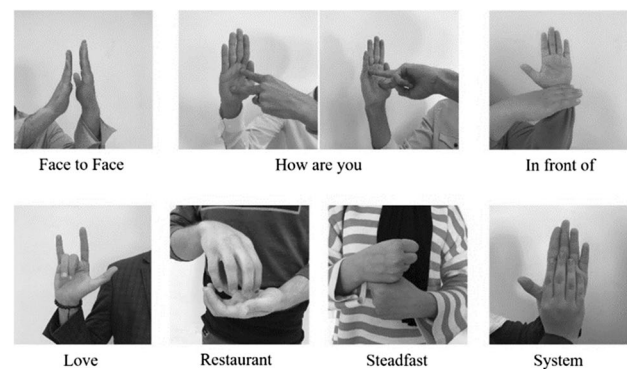 Face to Face
How are you
In front of
Love
Restaurant
Steadfast
System